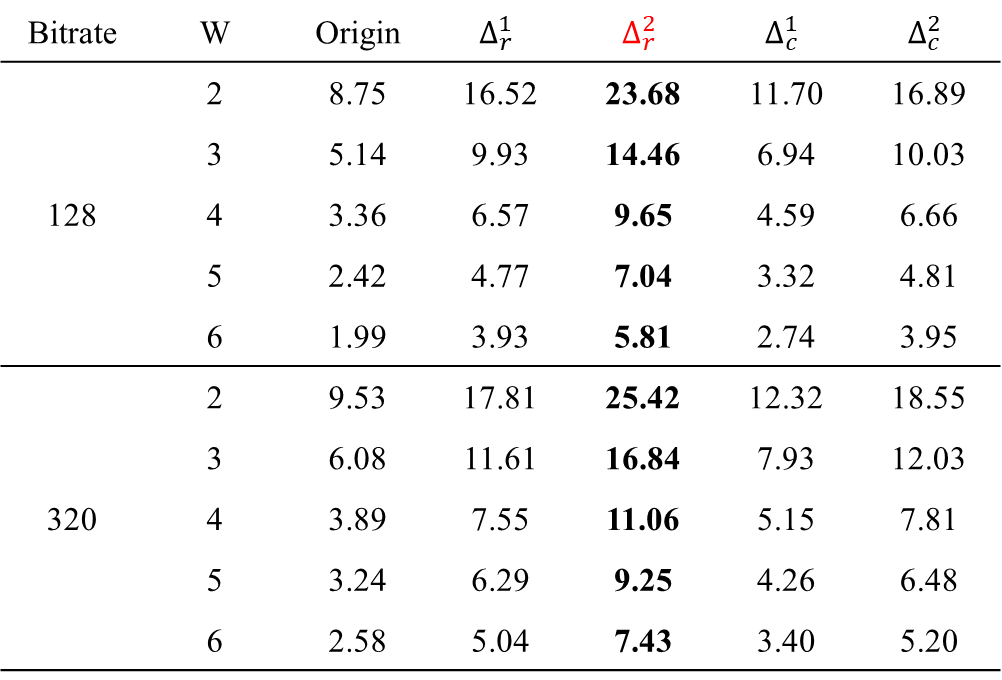 Bitrate W Origin Δ_r^1 Δ_r^2 Δ_c^1 Δ_c^2
2 8.75 16.52 23.68 11.70 16.89
3 5.14 9.93 14.46 6.94 10.03
128 4 3.36 6.57 9.65 4.59 6.66
5 2.42 4.77 7.04 3.32 4.81
6 1.99 3.93 5.81 2.74 3.95
2 9.53 17.81 25.42 12.32 18.55
3 6.08 11.61 16.84 7.93 12.03
320 4 3.89 7.55 11.06 5.15 7.81
5 3.24 6.29 9.25 4.26 6.48
6 2.58 5.04 7.43 3.40 5.20